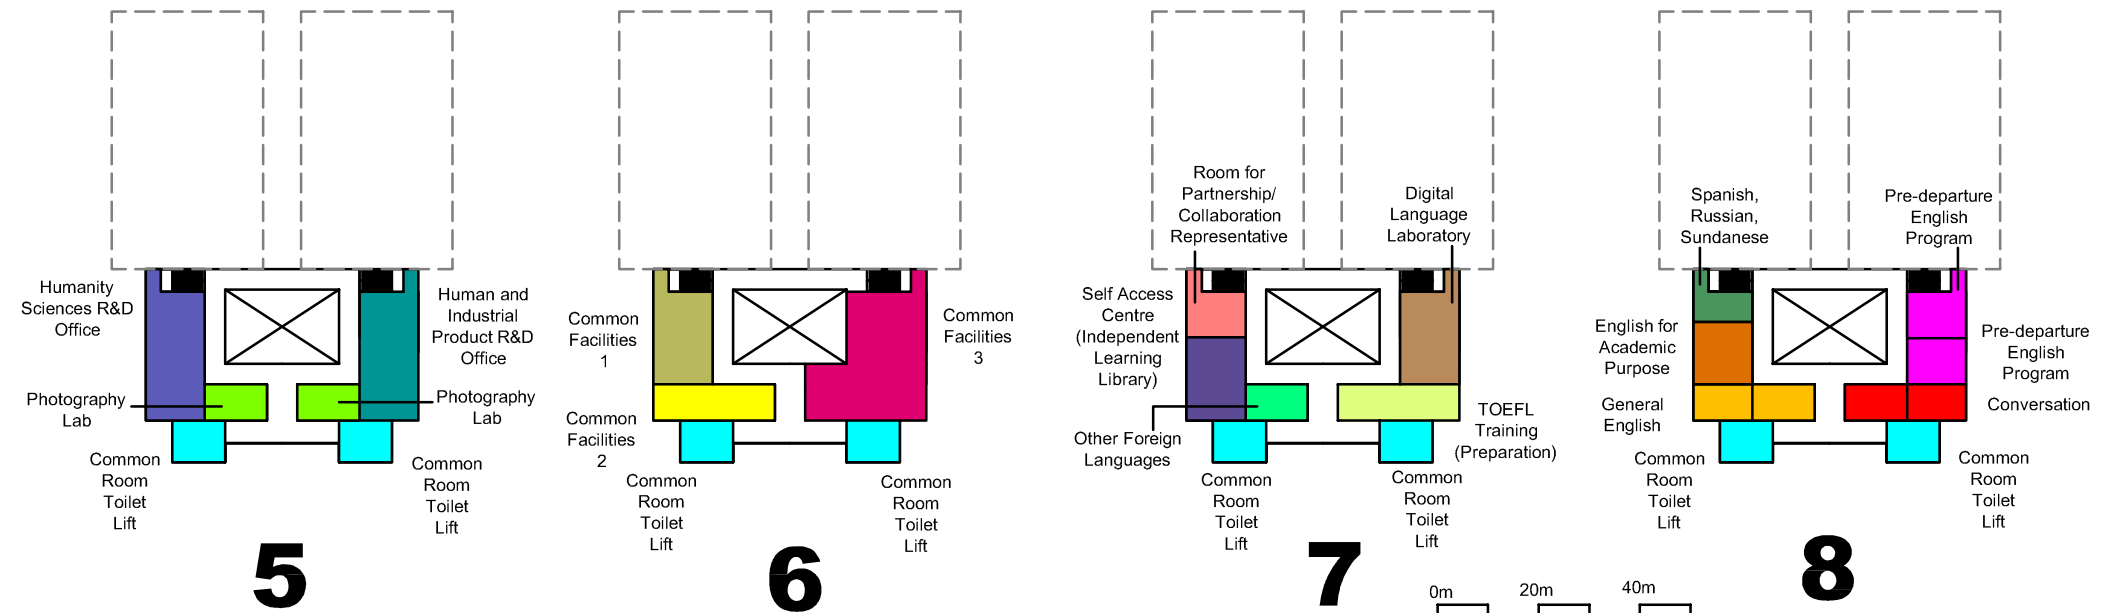 Humanity
Sciences R&D
Office
Human and
Industrial
Product R&D
Office
Photography
Lab
Photography
Lab
Common
Room
Toilet
Lift
Common
Room
Toilet
Lift
5
Common
Facilities
1
Common
Facilities
3
Common
Facilities
2
Common
Room
Toilet
Lift
Common
Room
Toilet
Lift
6
Room for
Partnership/
Collaboration
Representative
Digital
Language
Laboratory
Self Access
Centre
(Independent
Learning
Library)
Other Foreign
Languages
TOEFL
Training
(Preparation)
Common
Room
Toilet
Lift
Common
Room
Toilet
Lift
7
Spanish,
Russian,
Sundanese
Pre-departure
English
Program
English for
Academic
Purpose
Pre-departure
English
Program
General
English
Conversation
Common
Room
Toilet
Lift
Common
Room
Toilet
Lift
8
0m 20m 40m